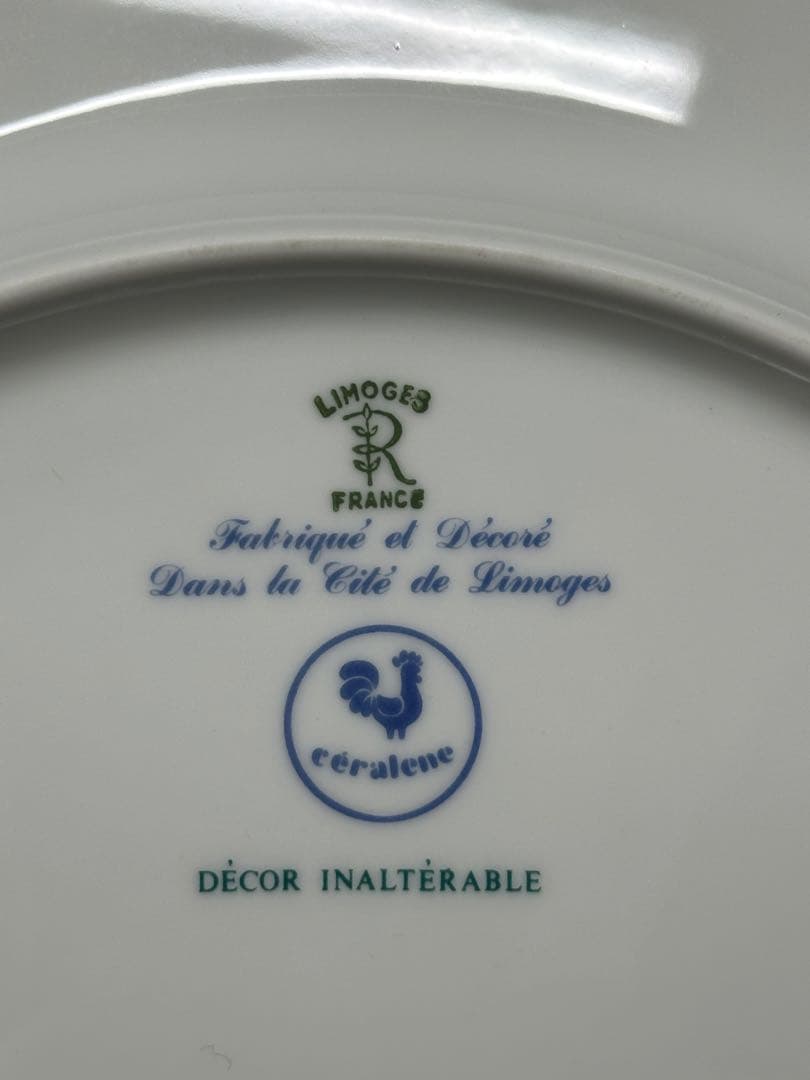 LIMOGES
R
FRANCE
Fabriqué et Décoré
Dans la Cité de Limoges
céralene
DÉCOR INALTÉRABLE